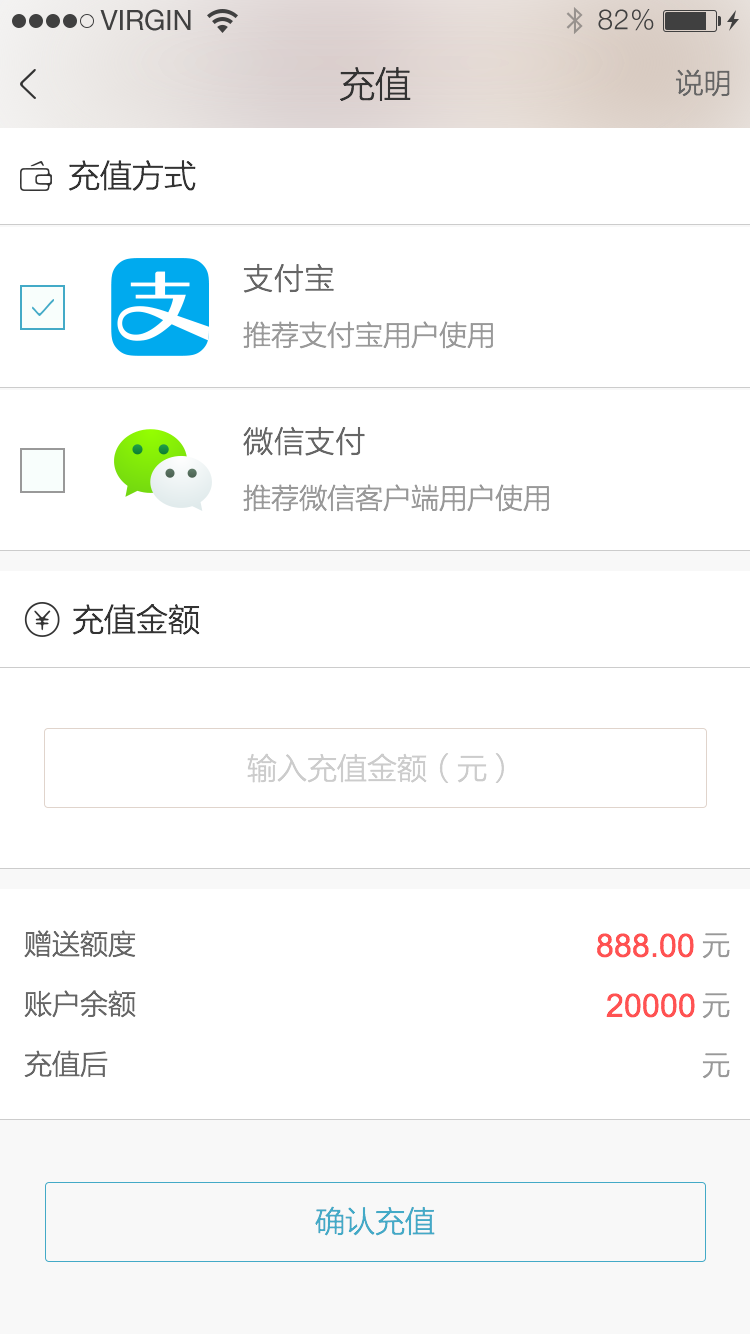 VIRGIN 82%
充值 说明
充值方式
支付宝
推荐支付宝用户使用
微信支付
推荐微信客户端用户使用
充值金额
输入充值金额（元）
赠送额度 888.00 元
账户余额 20000 元
充值后 元
确认充值